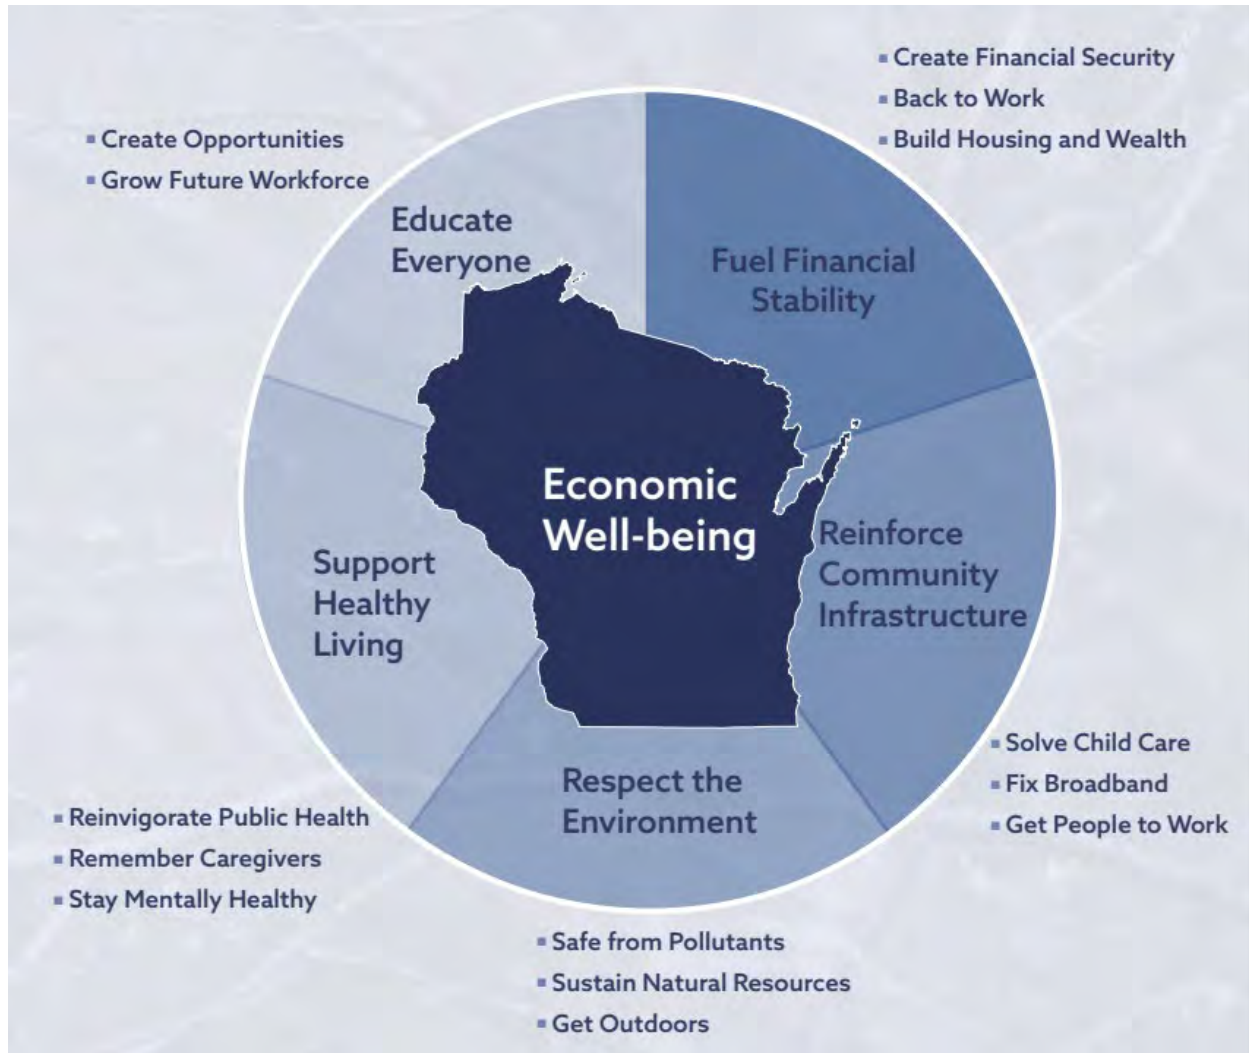 ▪ Create Financial Security
▪ Back to Work
▪ Build Housing and Wealth
▪ Create Opportunities
▪ Grow Future Workforce
Educate
Everyone
Fuel Financial
Stability
Economic
Well-being
Reinforce
Community
Infrastructure
Support
Healthy
Living
Respect the
Environment
▪ Solve Child Care
▪ Fix Broadband
▪ Get People to Work
▪ Reinvigorate Public Health
▪ Remember Caregivers
▪ Stay Mentally Healthy
▪ Safe from Pollutants
▪ Sustain Natural Resources
▪ Get Outdoors